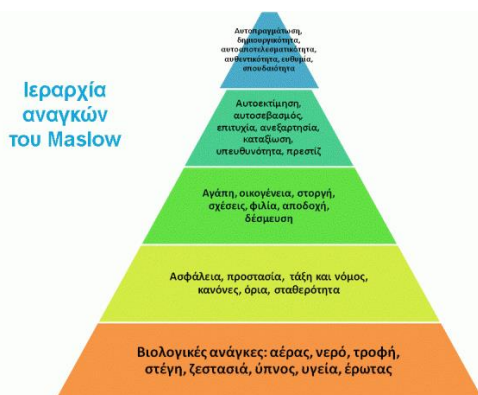 Ιεραρχία
αναγκών
του Maslow
Αυτοπραγμάτωση,
δημιουργικότητα,
αυτοαποτελεσματικότητα,
αυθεντικότητα, ευθυμία,
σπουδαιότητα
Αυτοεκτίμηση,
αυτοσεβασμός,
επιτυχία, ανεξαρτησία,
καταξίωση,
υπευθυνότητα, πρεστίζ
Αγάπη, οικογένεια, στοργή,
σχέσεις, φιλία, αποδοχή,
δέσμευση
Ασφάλεια, προστασία, τάξη και νόμος,
κανόνες, όρια, σταθερότητα
Βιολογικές ανάγκες: αέρας, νερό, τροφή,
στέγη, ζεστασιά, ύπνος, υγεία, έρωτας